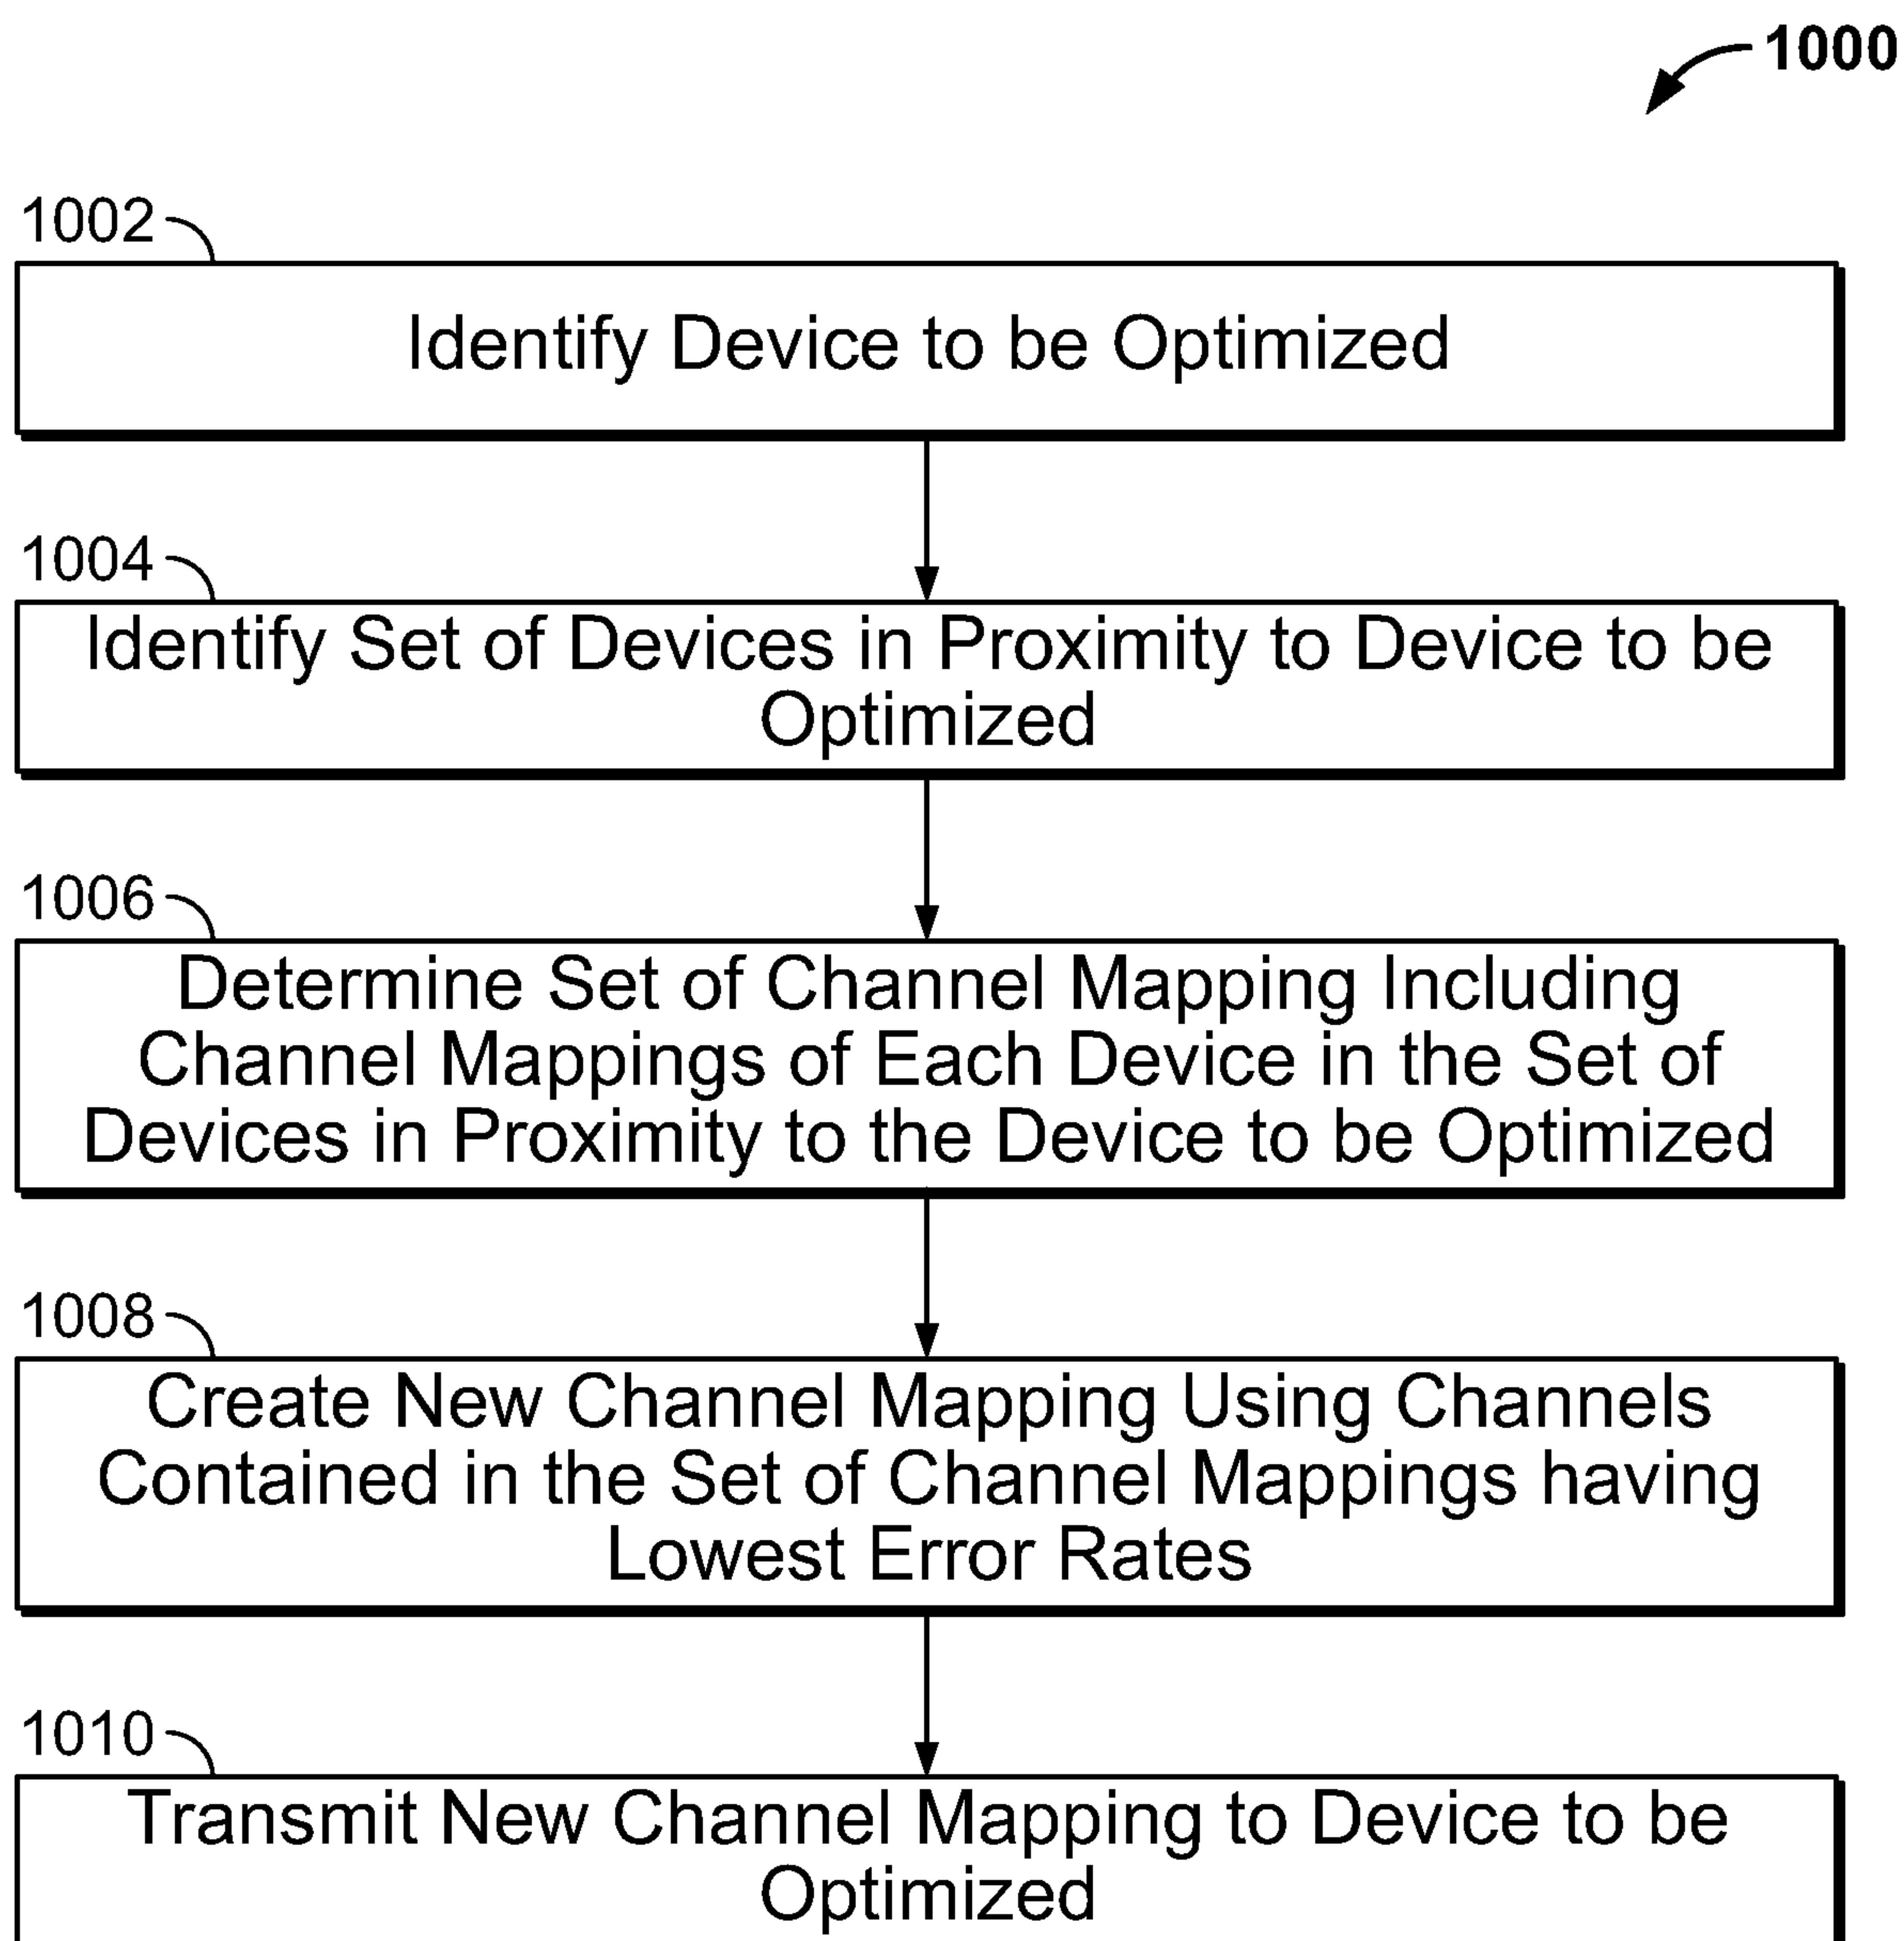 1000
1002
Identify Device to be Optimized
1004
Identify Set of Devices in Proximity to Device to be
Optimized
1006
Determine Set of Channel Mapping Including
Channel Mappings of Each Device in the Set of
Devices in Proximity to the Device to be Optimized
1008
Create New Channel Mapping Using Channels
Contained in the Set of Channel Mappings having
Lowest Error Rates
1010
Transmit New Channel Mapping to Device to be
Optimized